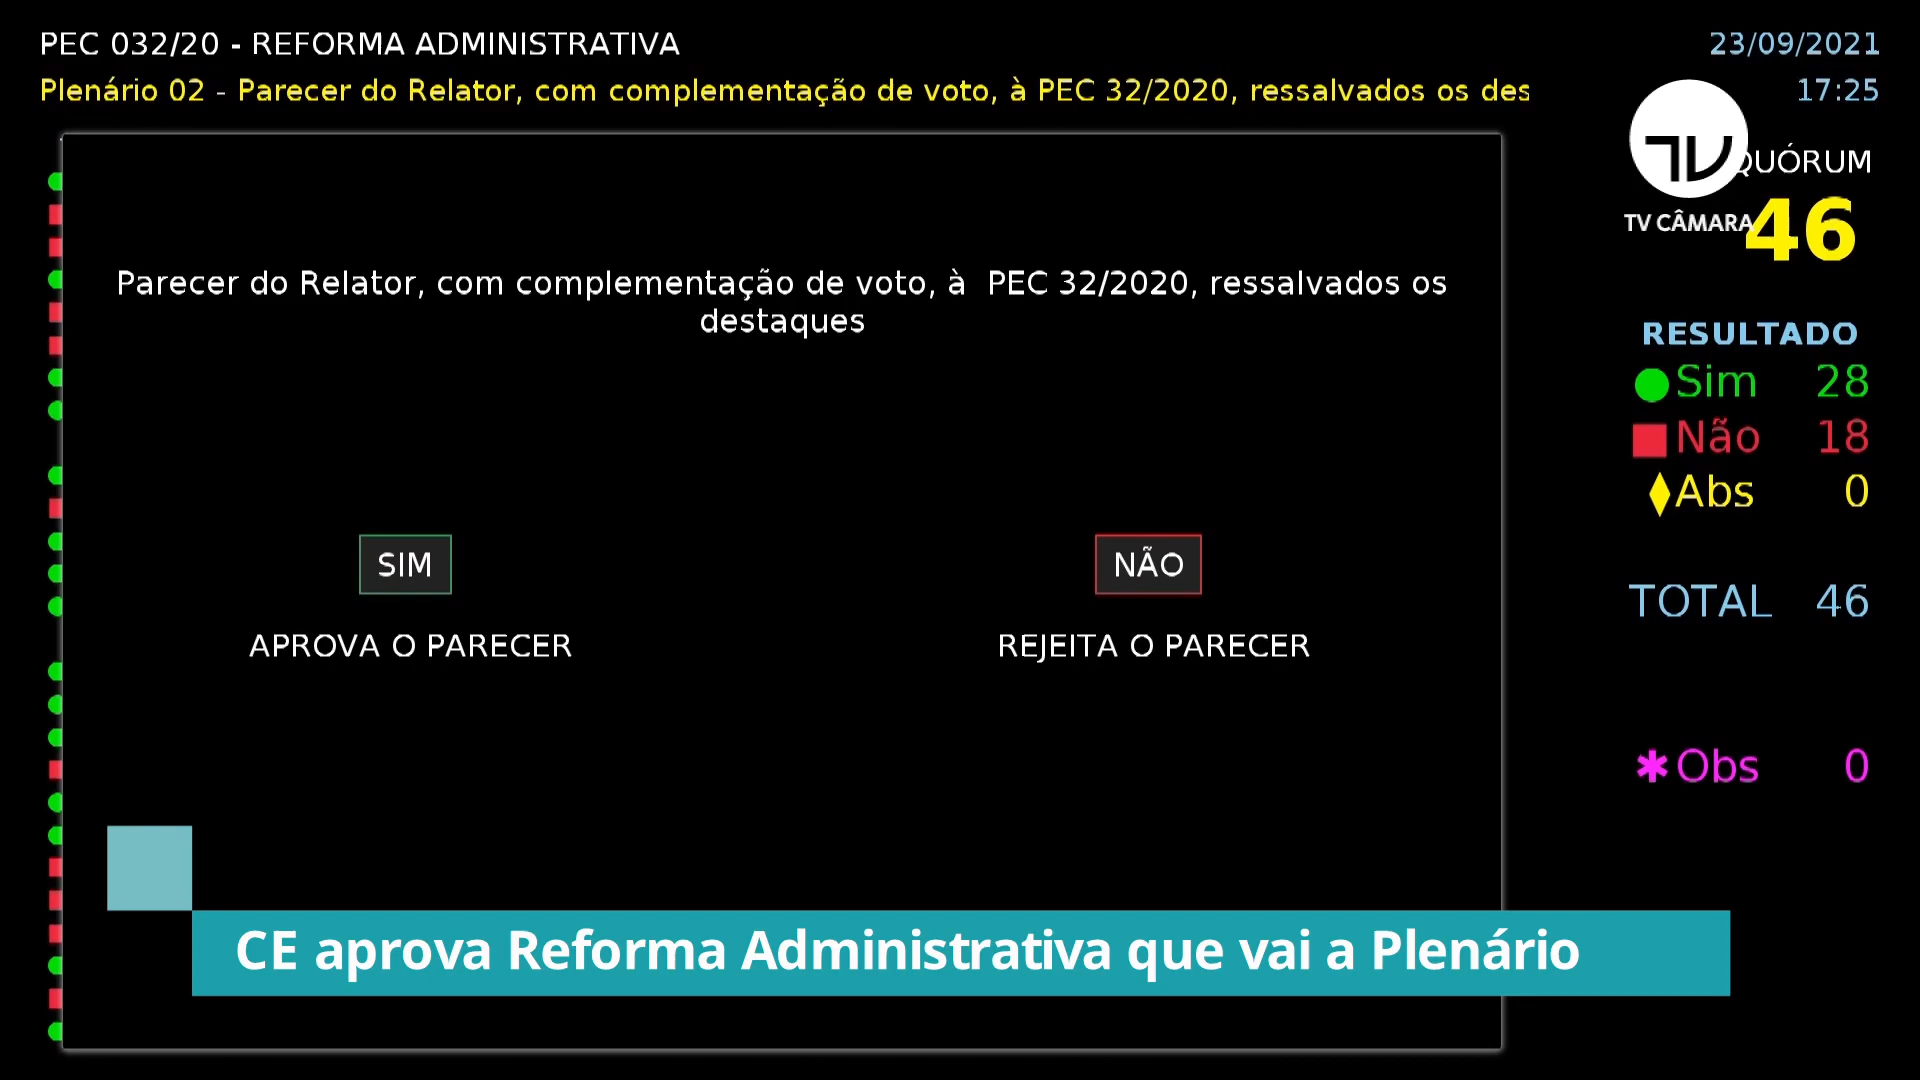 PEC 032/20 - REFORMA ADMINISTRATIVA
23/09/2021
Plenário 02 - Parecer do Relator, com complementação de voto, à PEC 32/2020, ressalvados os des
17:25
QUÓRUM
TV CÂMARA
46
Parecer do Relator, com complementação de voto, à PEC 32/2020, ressalvados os
destaques
RESULTADO
Sim 28
Não 18
Abs 0
SIM
NÃO
TOTAL 46
APROVA O PARECER
REJEITA O PARECER
Obs 0
CE aprova Reforma Administrativa que vai a Plenário